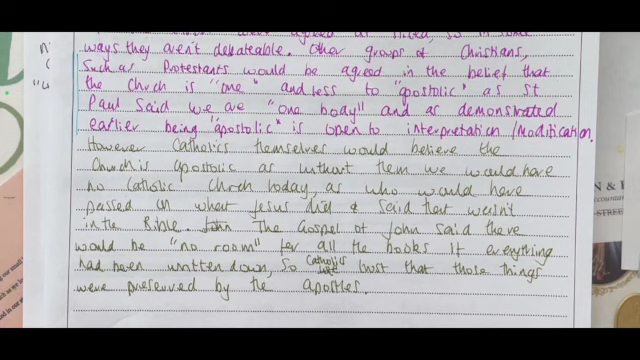 ways they aren't debateable. Other groups of Christians,
Such as Protestants would be agreed in the belief that
the Church is "one" and less to "apostolic" as St
Paul said we are "one body" and as demonstrated
earlier being "apostolic" is open to interpretation/Modification.
However Catholics themselves would believe the
Church is apostolic as without them we would have
no Catholic Church today, as who would have
passed on what Jesus did & said that wasn't
in the Bible. John The Gospel of John said there
would be "no room" for all the books if everything
had been written down, so Catholics trust that those things
were preserved by the apostles.